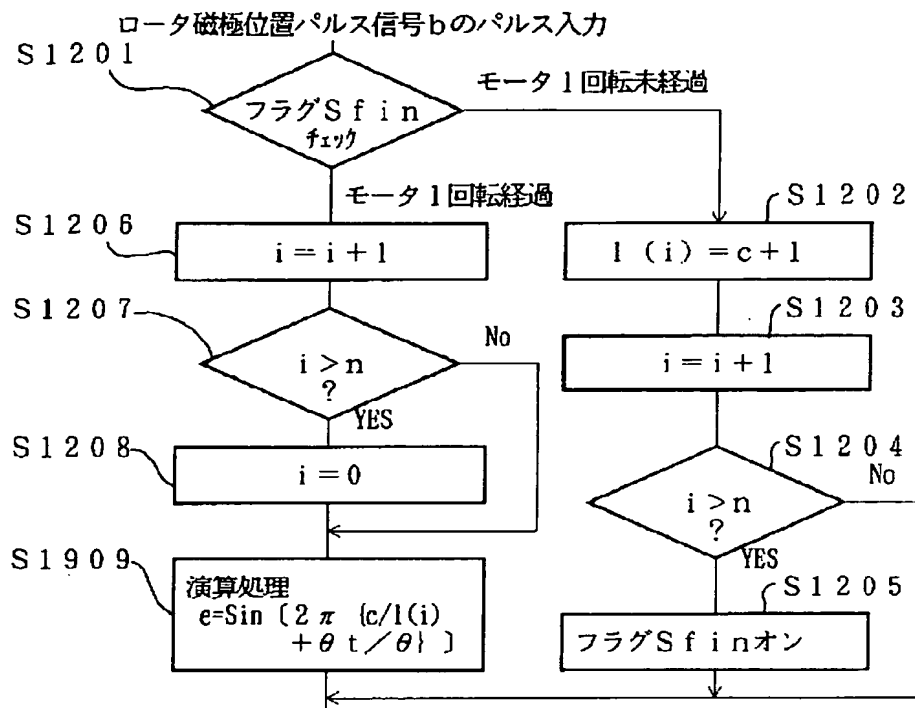 ロータ磁極位置パルス信号bのパルス入力
S1201
モータ1回転未経過
フラグSfin
チェック
モータ1回転経過
S1202
S1206
i=i+1
l(i)=c+1
S1207
S1203
No
i=i+1
i>n
?
YES
S1204
S1208
No
i=0
i>n
?
YES
S1909
S1205
演算処理
e=Sin〔2π{c/l(i)
+θt/θ}〕
フラグSfinオン